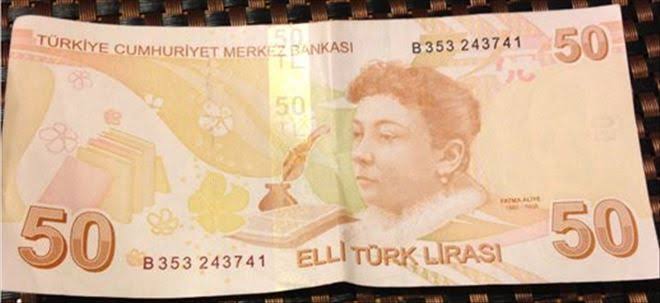 TÜRKİYE CUMHURİYET MERKEZ BANKASI
B353 243741
50
50
TL
50
TL
FATMA ALİYE
50
B353 243741
ELLİ TÜRK LİRASI
50